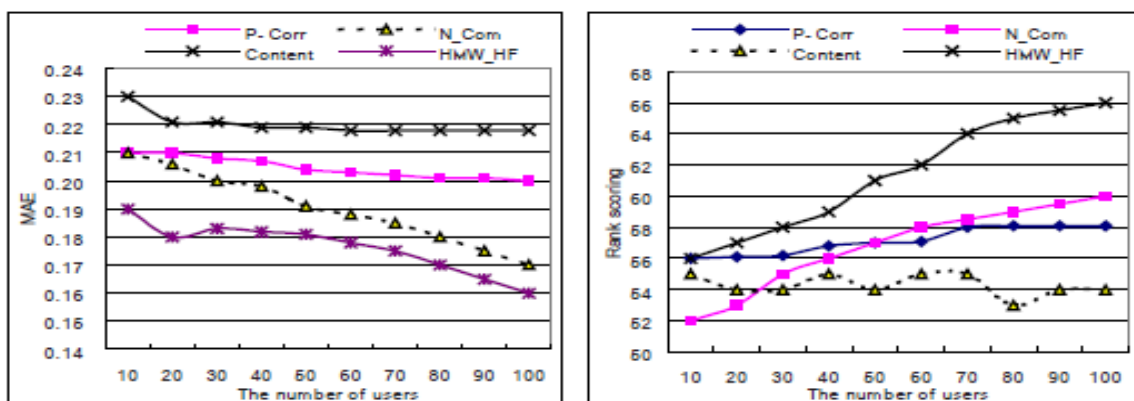 P- Corr N_Com
Content HMW_HF
MAE
0.24
0.23
0.22
0.21
0.20
0.19
0.18
0.17
0.16
0.15
0.14
10 20 30 40 50 60 70 80 90 100
The number of users
P- Corr N_Com
Content HMW_HF
Rank scoring
68
66
64
62
60
58
56
54
52
50
10 20 30 40 50 60 70 80 90 100
The number of users